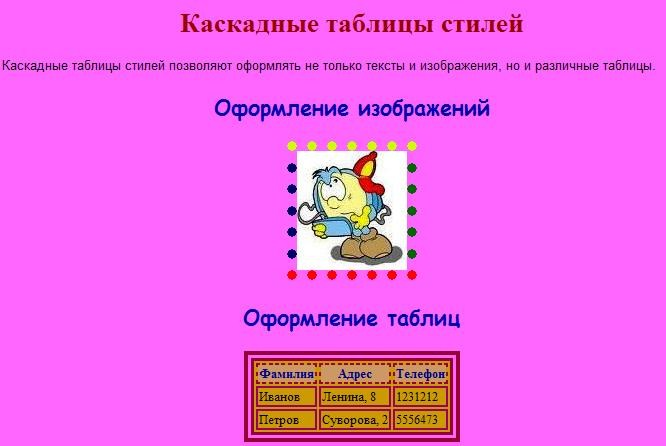 Каскадные таблицы стилей
Каскадные таблицы стилей позволяют оформлять не только тексты и изображения, но и различные таблицы.
Оформление изображений
Оформление таблиц
Фамилия Адрес Телефон
Иванов Ленина, 8 1231212
Петров Суворова, 2 5556473